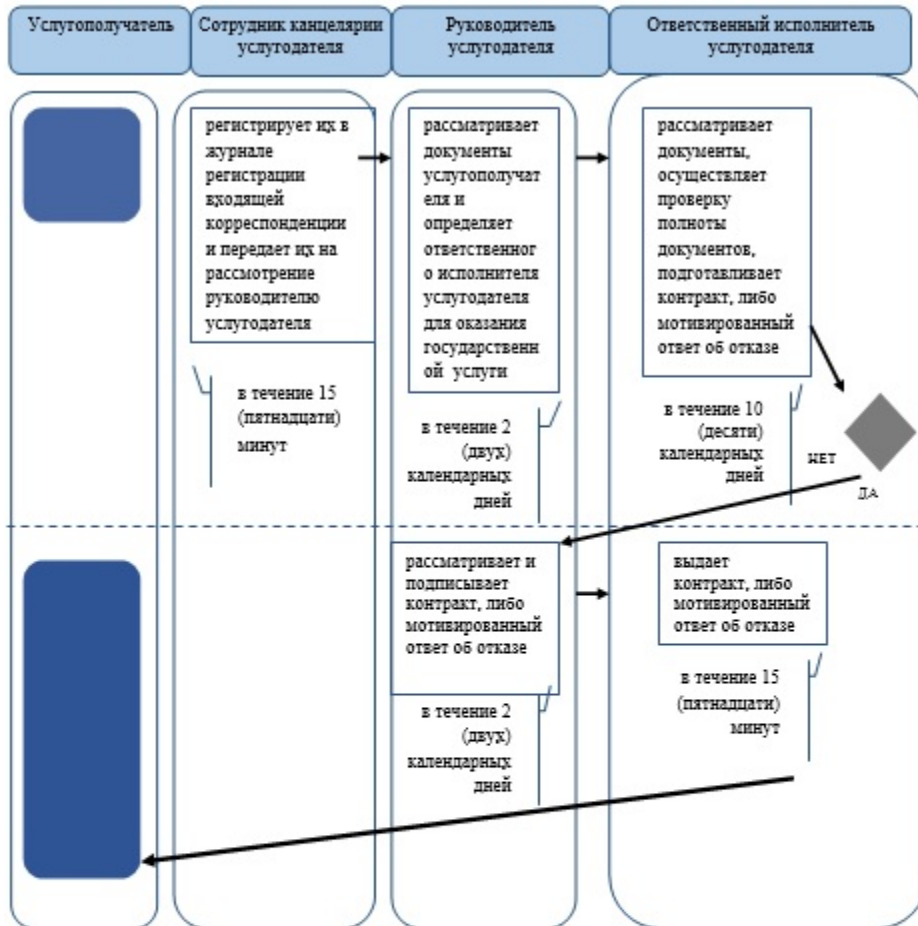 Услугополучатель
Сотрудник канцелярии
услугодателя
Руководитель
услугодателя
Ответственный исполнитель
услугодателя
регистрирует их в
журнале
регистрации
входящей
корреспонденции
и передает их на
рассмотрение
руководителю
услугодателя
рассматривает
документы
услугополучат
еля и
определяет
ответственног
о исполнителя
услугодателя
для оказания
государственн
ой услуги
рассматривает
документы,
осуществляет
проверку
полноты
документов,
подготавливает
контракт, либо
мотивированный
ответ об отказе
в течение 15
(пятнадцати)
минут
в течение 2
(двух)
календарных
дней
в течение 10
(десяти)
календарных
дней
НЕТ
ДА
рассматривает и
подписывает
контракт, либо
мотивированный
ответ об отказе
выдает
контракт, либо
мотивированный
ответ об отказе
в течение 2
(двух)
календарных
дней
в течение 15
(пятнадцати)
минут